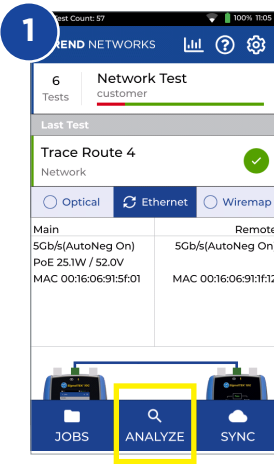 1
Test Count: 57 100% 11:05
REND NETWORKS
6 Tests
Network Test
customer
Last Test
Trace Route 4
Network
Optical Ethernet Wiremap
Main Remote
5Gb/s(AutoNeg On) 5Gb/s(AutoNeg On)
PoE 25.1W / 52.0V
MAC 00:16:06:91:5f:01 MAC 00:16:06:91:1f:12
JOBS ANALYZE SYNC